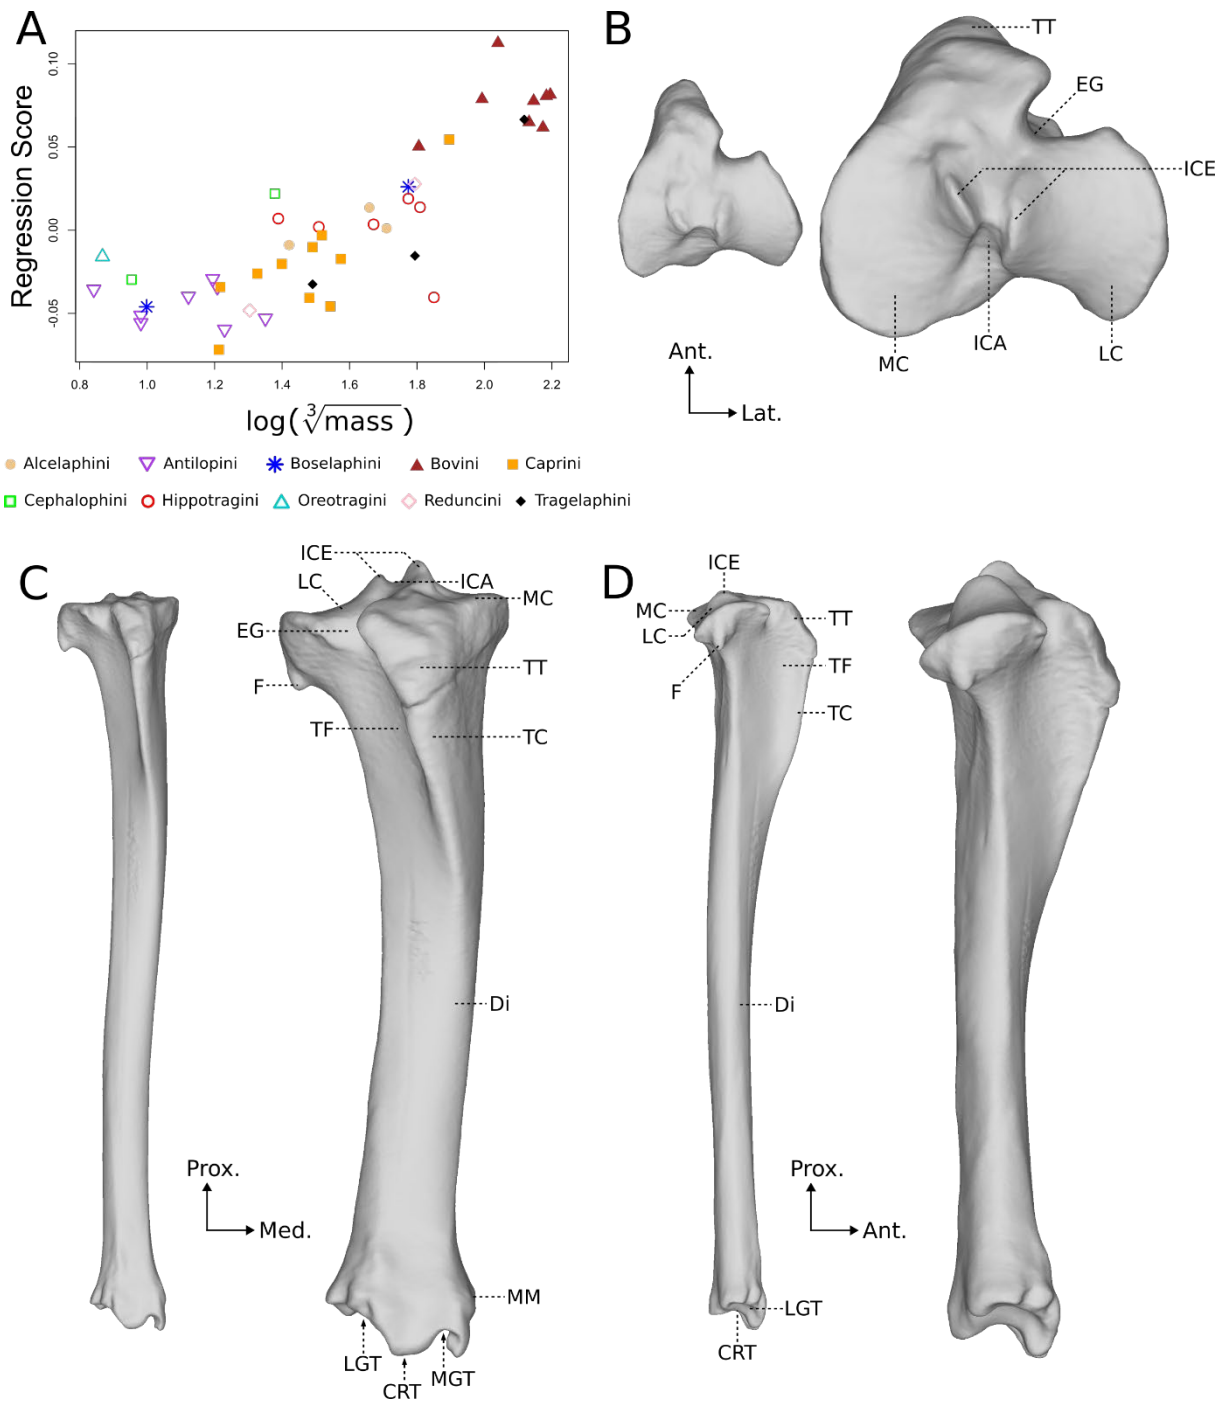 A
B
Regression Score
0.10
0.05
0.00
-0.05
0.8 1.0 1.2 1.4 1.6 1.8 2.0 2.2
log(∛mass)
TT
EG
ICE
MC
ICA
LC
Ant.
Lat.
Alcelaphini Antilopini Boselaphini Bovini Caprini
Cephalophini Hippotragini Oreotragini Reduncini Tragelaphini
C
ICE
LC
ICA
MC
EG
TT
F
TF
TC
Di
Prox.
Med.
MM
LGT
MGT
CRT
D
ICE
MC
TT
LC
TF
F
TC
Di
Prox.
Ant.
LGT
CRT